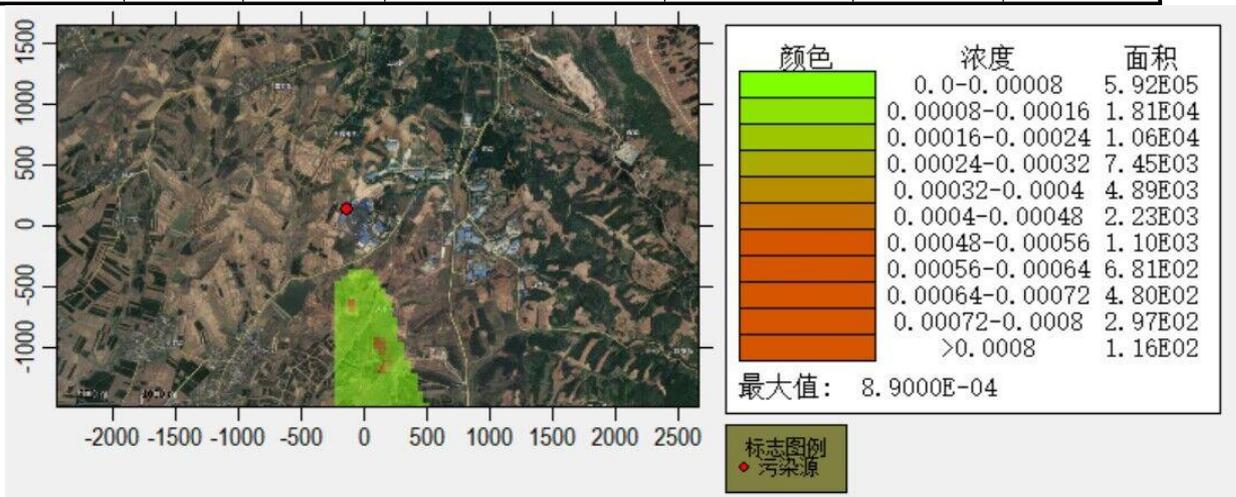 1500
1000
500
0
-500
-1000
-2000 -1500 -1000 -500 0 500 1000 1500 2000 2500
颜色 浓度 面积
0.0-0.00008 5.92E05
0.00008-0.00016 1.81E04
0.00016-0.00024 1.06E04
0.00024-0.00032 7.45E03
0.00032-0.0004 4.89E03
0.0004-0.00048 2.23E03
0.00048-0.00056 1.10E03
0.00056-0.00064 6.81E02
0.00064-0.00072 4.80E02
0.00072-0.0008 2.97E02
>0.0008 1.16E02
最大值: 8.9000E-04
标志图例
污染源